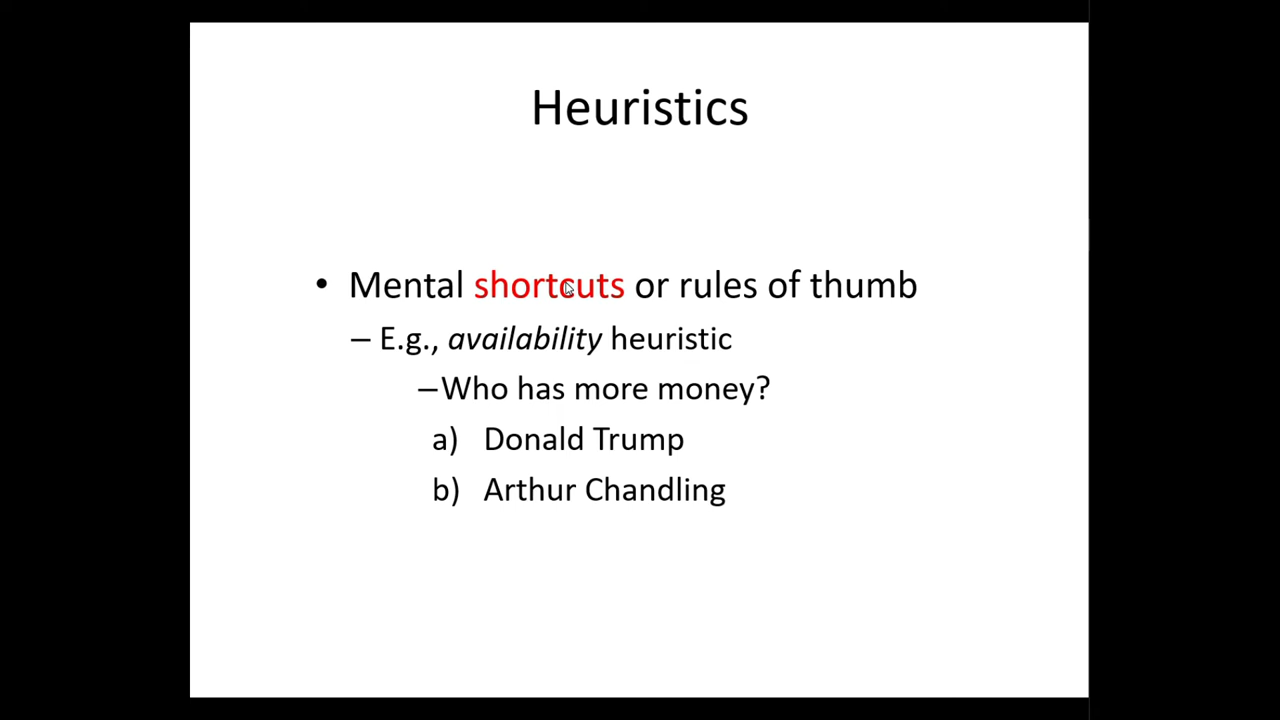 Heuristics
• Mental shortcuts or rules of thumb
– E.g., availability heuristic
–Who has more money?
a) Donald Trump
b) Arthur Chandling